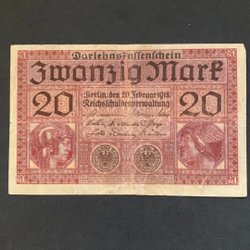 Darlehnskassenschein
Zwanzig Mark
Berlin, den 20. Februar 1918.
Reichsschuldenverwaltung
20 20